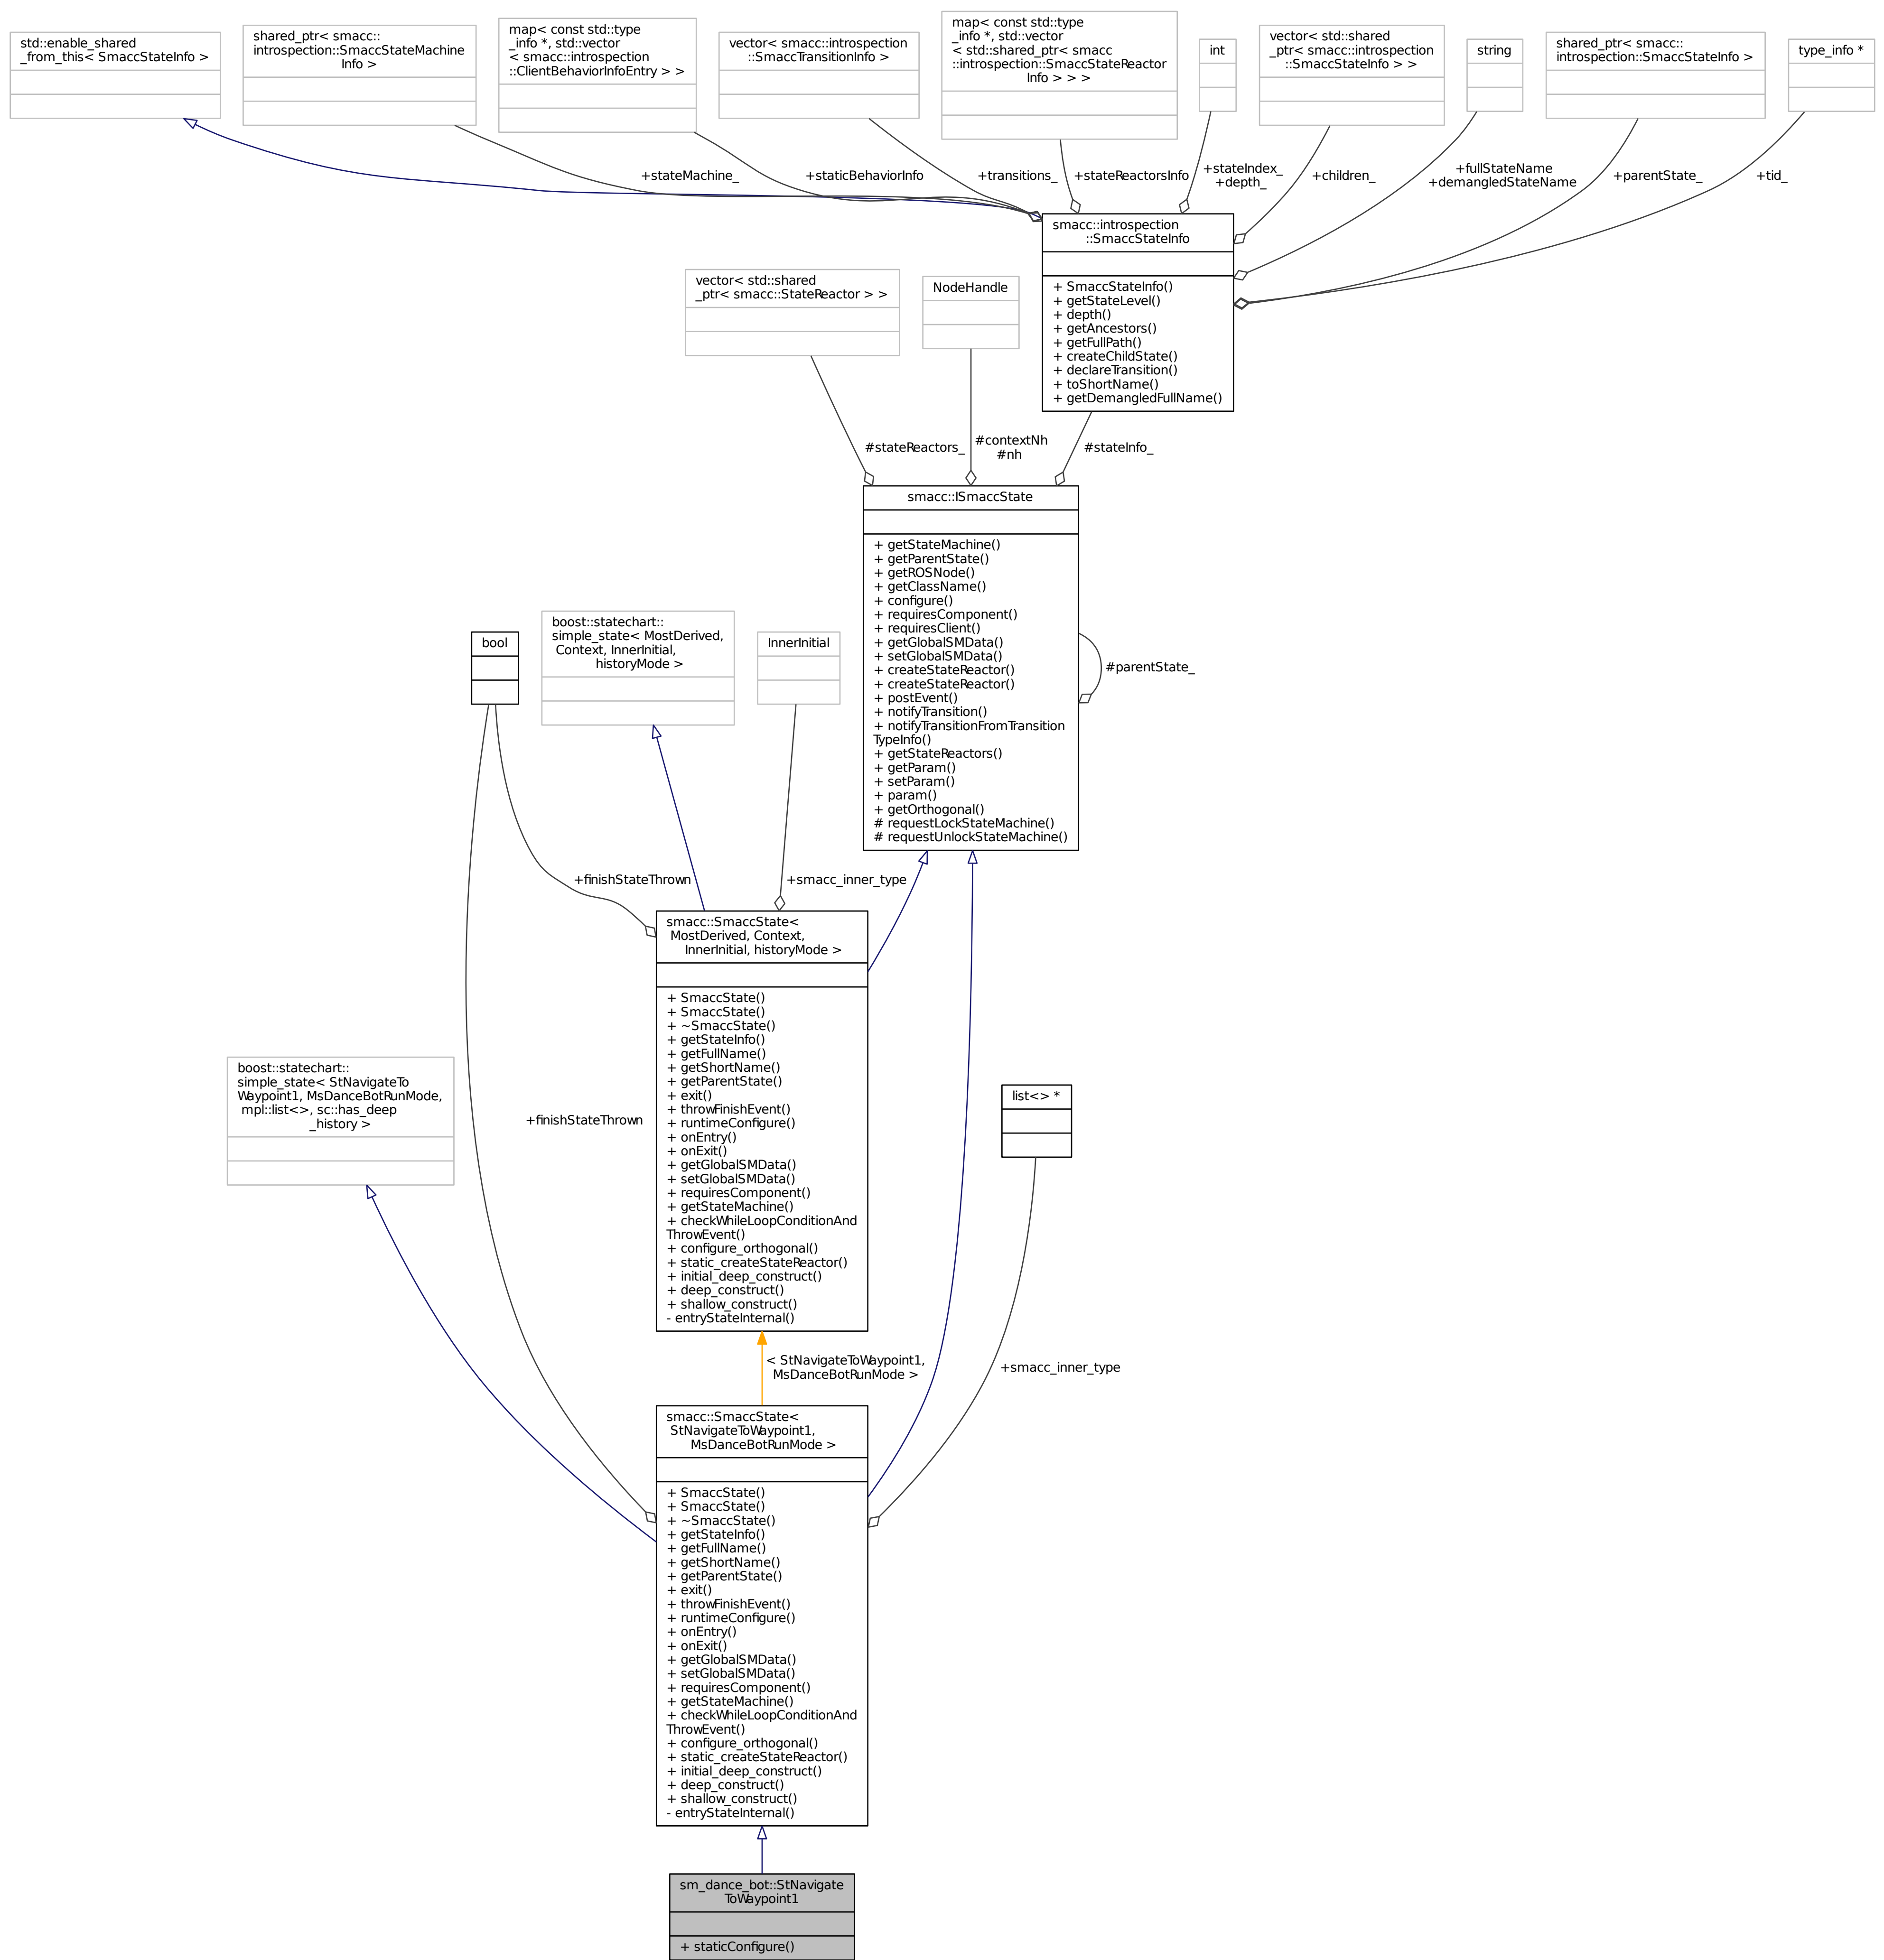 std::enable_shared
_from_this< SmaccStateInfo >
shared_ptr< smacc::
introspection::SmaccStateMachine
Info >
map< const std::type
_info *, std::vector
< smacc::introspection
::ClientBehaviorInfoEntry > >
vector< smacc::introspection
::SmaccTransitionInfo >
map< const std::type
_info *, std::vector
< std::shared_ptr< smacc
::introspection::SmaccStateReactor
Info > > >
int
vector< std::shared
_ptr< smacc::introspection
::SmaccStateInfo > >
string
shared_ptr< smacc::
introspection::SmaccStateInfo >
type_info *
+stateMachine_
+staticBehaviorInfo
+transitions_
+stateReactorsInfo
+stateIndex_
+depth_
+children_
+fullStateName
+demangledStateName
+parentState_
+tid_
smacc::introspection
::SmaccStateInfo
+ SmaccStateInfo()
+ getStateLevel()
+ depth()
+ getAncestors()
+ getFullPath()
+ createChildState()
+ declareTransition()
+ toShortName()
+ getDemangledFullName()
vector< std::shared
_ptr< smacc::StateReactor > >
NodeHandle
#stateReactors_
#contextNh
#nh
#stateInfo_
smacc::ISmaccState
+ getStateMachine()
+ getParentState()
+ getROSNode()
+ getClassName()
+ configure()
+ requiresComponent()
+ requiresClient()
+ getGlobalSMData()
+ setGlobalSMData()
+ createStateReactor()
+ createStateReactor()
+ postEvent()
+ notifyTransition()
+ notifyTransitionFromTransition
TypeInfo()
+ getStateReactors()
+ getParam()
+ setParam()
+ param()
+ getOrthogonal()
# requestLockStateMachine()
# requestUnlockStateMachine()
#parentState_
bool
boost::statechart::
simple_state< MostDerived,
Context, InnerInitial,
historyMode >
InnerInitial
+finishStateThrown
+smacc_inner_type
smacc::SmaccState<
MostDerived, Context,
InnerInitial, historyMode >
+ SmaccState()
+ SmaccState()
+ ~SmaccState()
+ getStateInfo()
+ getFullName()
+ getShortName()
+ getParentState()
+ exit()
+ throwFinishEvent()
+ runtimeConfigure()
+ onEntry()
+ onExit()
+ getGlobalSMData()
+ setGlobalSMData()
+ requiresComponent()
+ getStateMachine()
+ checkWhileLoopConditionAnd
ThrowEvent()
+ configure_orthogonal()
+ static_createStateReactor()
+ initial_deep_construct()
+ deep_construct()
+ shallow_construct()
- entryStateInternal()
boost::statechart::
simple_state< StNavigateTo
Waypoint1, MsDanceBotRunMode,
mpl::list<>, sc::has_deep
_history >
+finishStateThrown
list<> *
< StNavigateToWaypoint1,
MsDanceBotRunMode >
+smacc_inner_type
smacc::SmaccState<
StNavigateToWaypoint1,
MsDanceBotRunMode >
+ SmaccState()
+ SmaccState()
+ ~SmaccState()
+ getStateInfo()
+ getFullName()
+ getShortName()
+ getParentState()
+ exit()
+ throwFinishEvent()
+ runtimeConfigure()
+ onEntry()
+ onExit()
+ getGlobalSMData()
+ setGlobalSMData()
+ requiresComponent()
+ getStateMachine()
+ checkWhileLoopConditionAnd
ThrowEvent()
+ configure_orthogonal()
+ static_createStateReactor()
+ initial_deep_construct()
+ deep_construct()
+ shallow_construct()
- entryStateInternal()
sm_dance_bot::StNavigate
ToWaypoint1
+ staticConfigure()